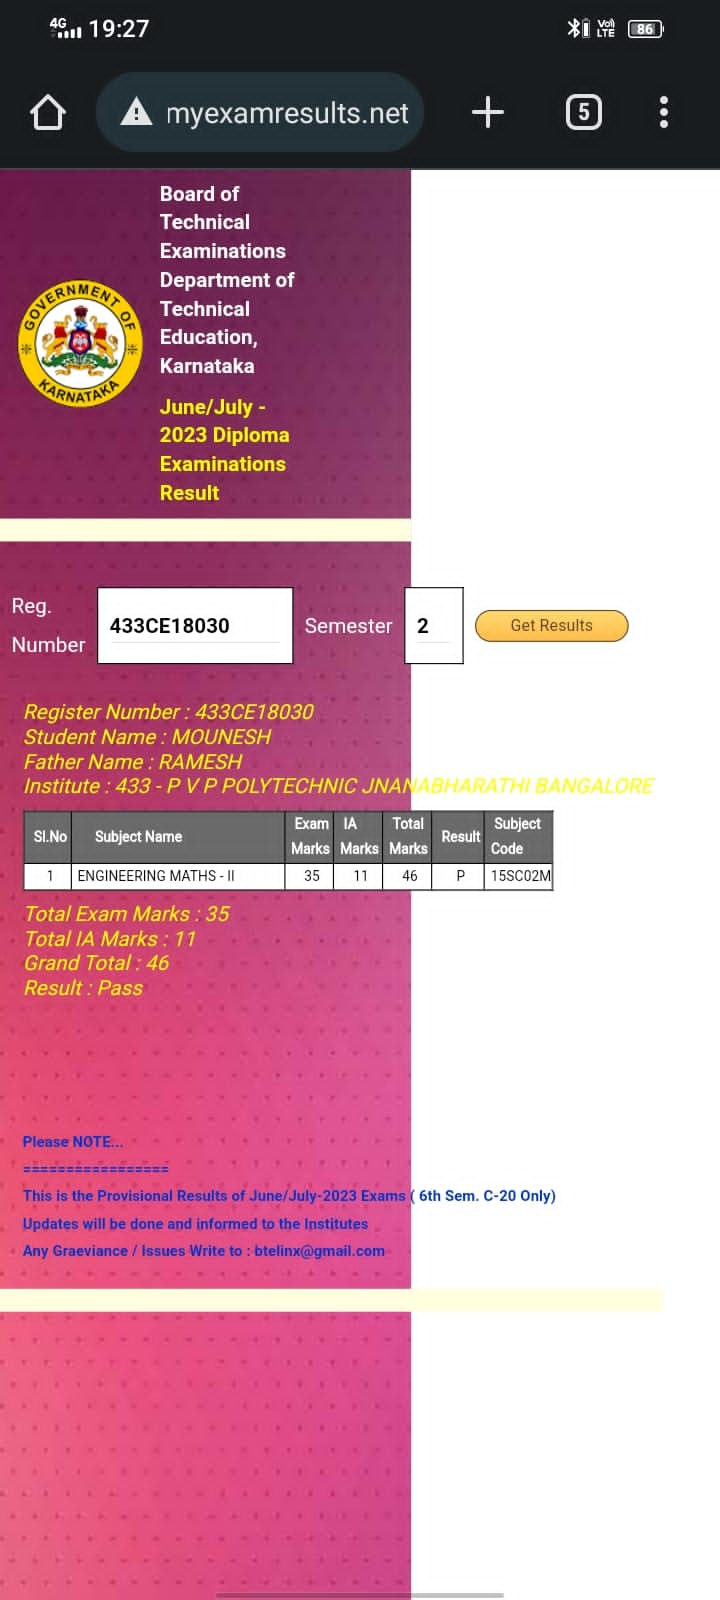 4G 19:27 Vo) LTE 86
myexamresults.net 5
Board of
Technical
Examinations
Department of
Technical
Education,
Karnataka
GOVERNMENT OF
KARNATAKA
June/July -
2023 Diploma
Examinations
Result
Reg.
Number 433CE18030 Semester 2 Get Results
Register Number : 433CE18030
Student Name : MOUNESH
Father Name : RAMESH
Institute : 433 - P V P POLYTECHNIC JNANABHARATHI BANGALORE
Sl.No Subject Name Exam Marks IA Marks Total Marks Result Subject Code
1 ENGINEERING MATHS - II 35 11 46 P 15SC02M
Total Exam Marks : 35
Total IA Marks : 11
Grand Total : 46
Result : Pass
Please NOTE...
=================
This is the Provisional Results of June/July-2023 Exams ( 6th Sem. C-20 Only)
Updates will be done and informed to the Institutes
Any Graeviance / Issues Write to : btelinx@gmail.com